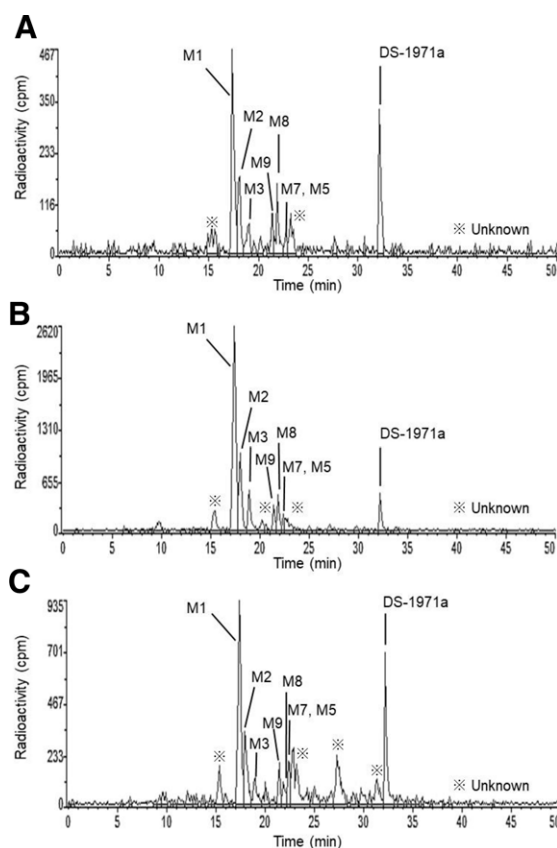 A
Radioactivity (cpm)
467
350
233
116
0
M1
M2
M3
M9
M8
M7, M5
※
※
DS-1971a
※ Unknown
0 5 10 15 20 25 30 35 40 45 50
Time (min)
B
Radioactivity (cpm)
2620
1965
1310
655
0
M1
M2
M3
M9
M8
M7, M5
※
※
※
DS-1971a
※ Unknown
0 5 10 15 20 25 30 35 40 45 50
Time (min)
C
Radioactivity (cpm)
935
701
467
233
0
M1
M2
M3
M9
M8
M7, M5
※
※
※
※
DS-1971a
※ Unknown
0 5 10 15 20 25 30 35 40 45 50
Time (min)